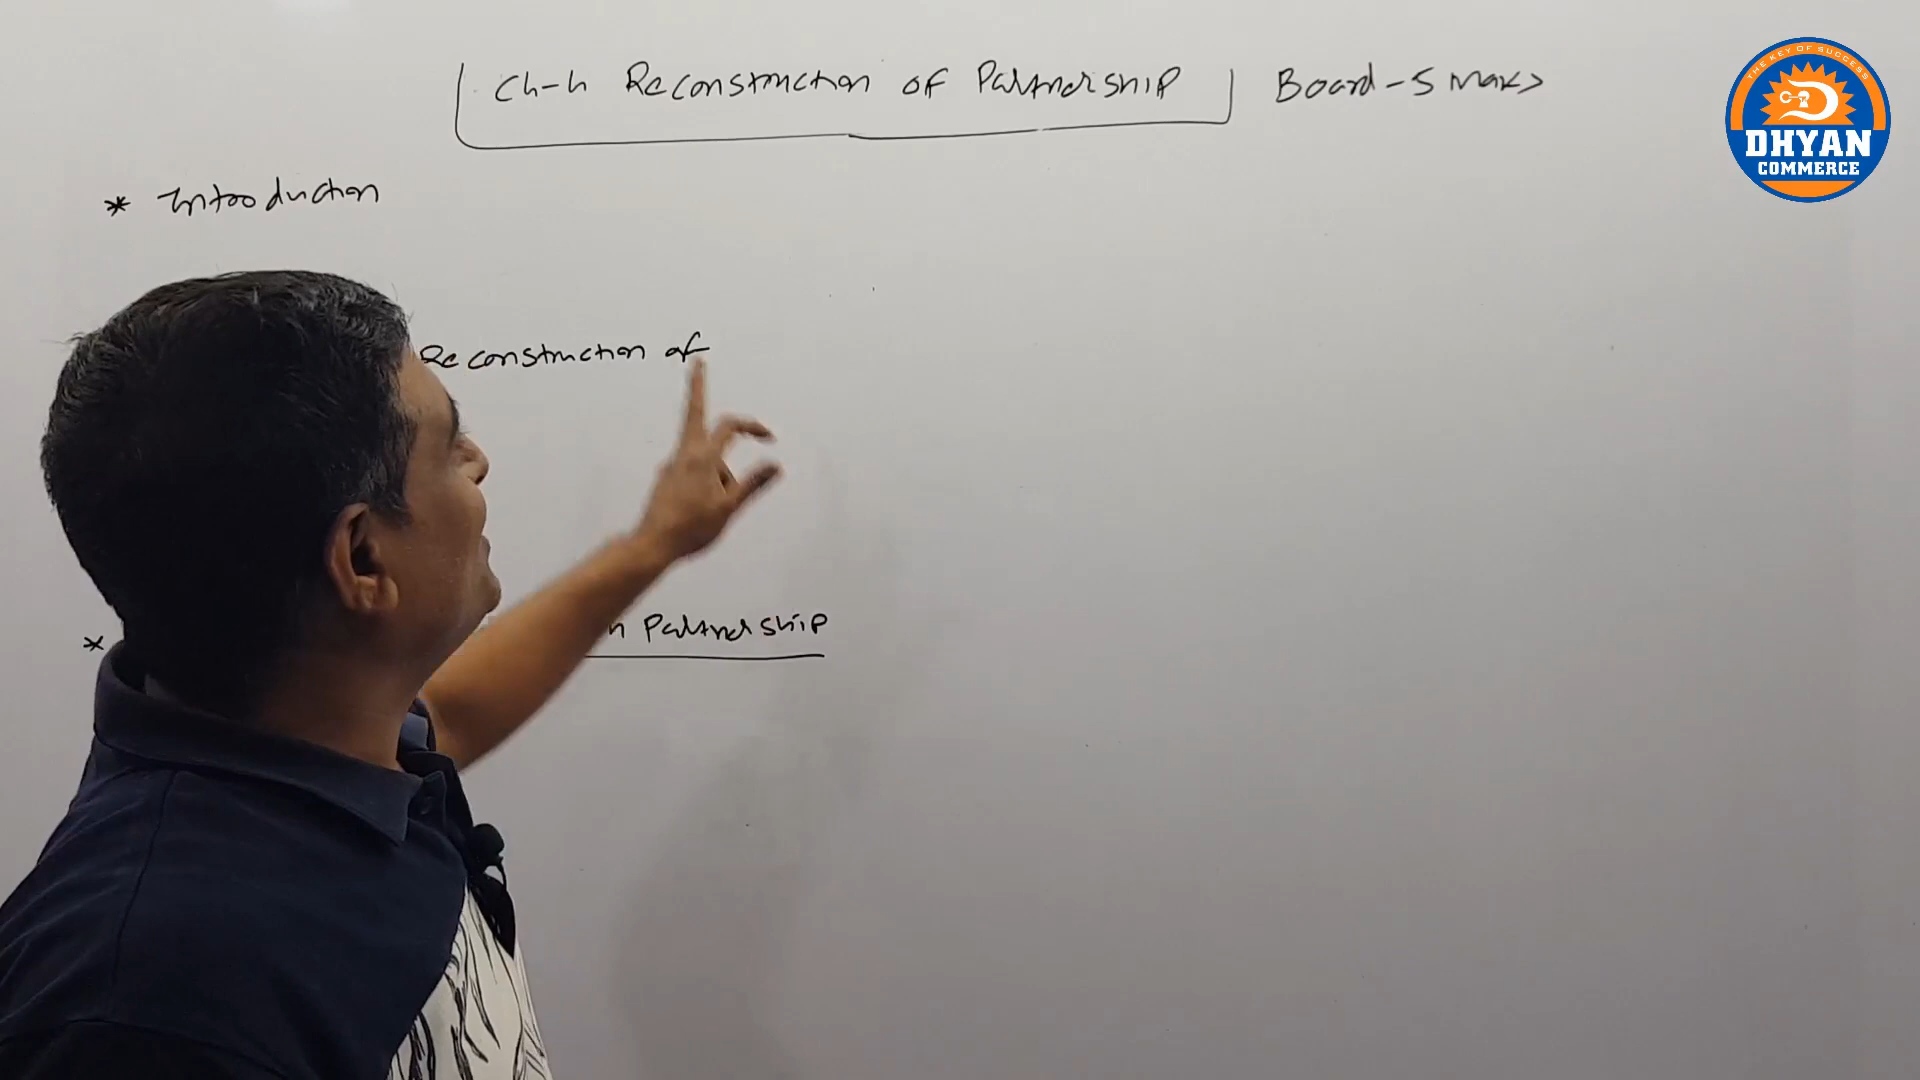 Ch-4 Reconstruction of Partnership Board-5 Marks
* Introduction
Reconstruction of
* Partnership
THE KEY OF SUCCESS
DHYAN
COMMERCE